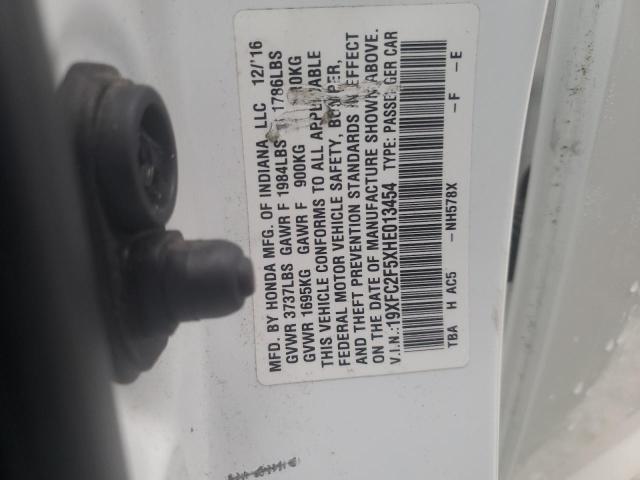 MFD. BY HONDA MFG. OF INDIANA, LLC 12/'16
GVWR 3737LBS GAWR F 1984LBS 1786LBS
GVWR 1695KG GAWR F 900KG 0KG
THIS VEHICLE CONFORMS TO ALL APPLICABLE
FEDERAL MOTOR VEHICLE SAFETY, BUMPER,
AND THEFT PREVENTION STANDARDS IN EFFECT
ON THE DATE OF MANUFACTURE SHOWN ABOVE.
V.I.N.:19XFC2F5XHE013454 TYPE: PASSENGER CAR
TBA H AC5 -NH578X -F -E